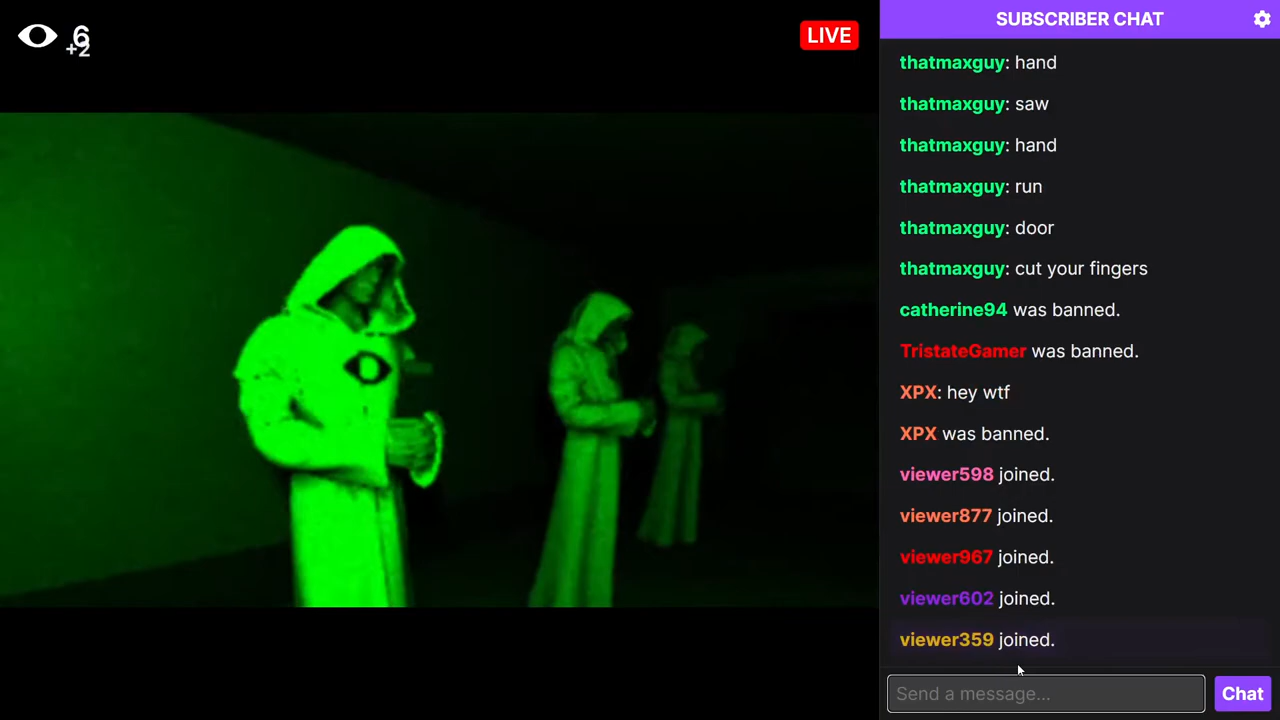 6
+2
LIVE
SUBSCRIBER CHAT
thatmaxguy: hand
thatmaxguy: saw
thatmaxguy: hand
thatmaxguy: run
thatmaxguy: door
thatmaxguy: cut your fingers
catherine94 was banned.
TristateGamer was banned.
XPX: hey wtf
XPX was banned.
viewer598 joined.
viewer877 joined.
viewer967 joined.
viewer602 joined.
viewer359 joined.
Send a message...
Chat